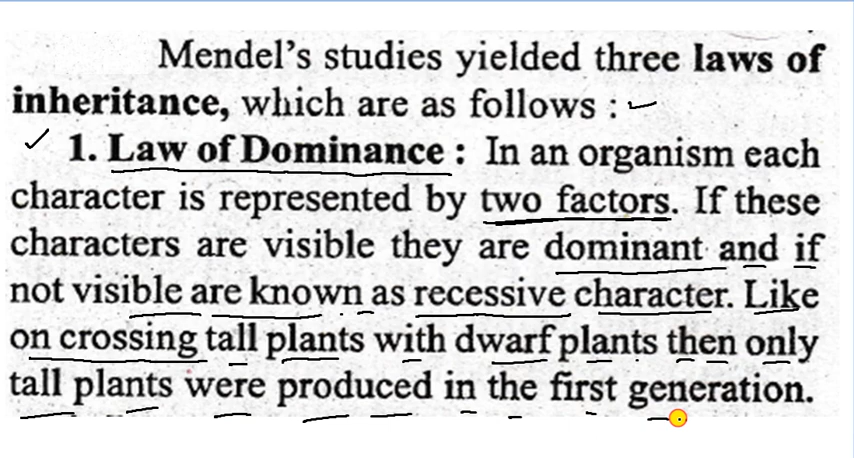 Mendel's studies yielded three laws of
inheritance, which are as follows :
1. Law of Dominance : In an organism each
character is represented by two factors. If these
characters are visible they are dominant and if
not visible are known as recessive character. Like
on crossing tall plants with dwarf plants then only
tall plants were produced in the first generation.